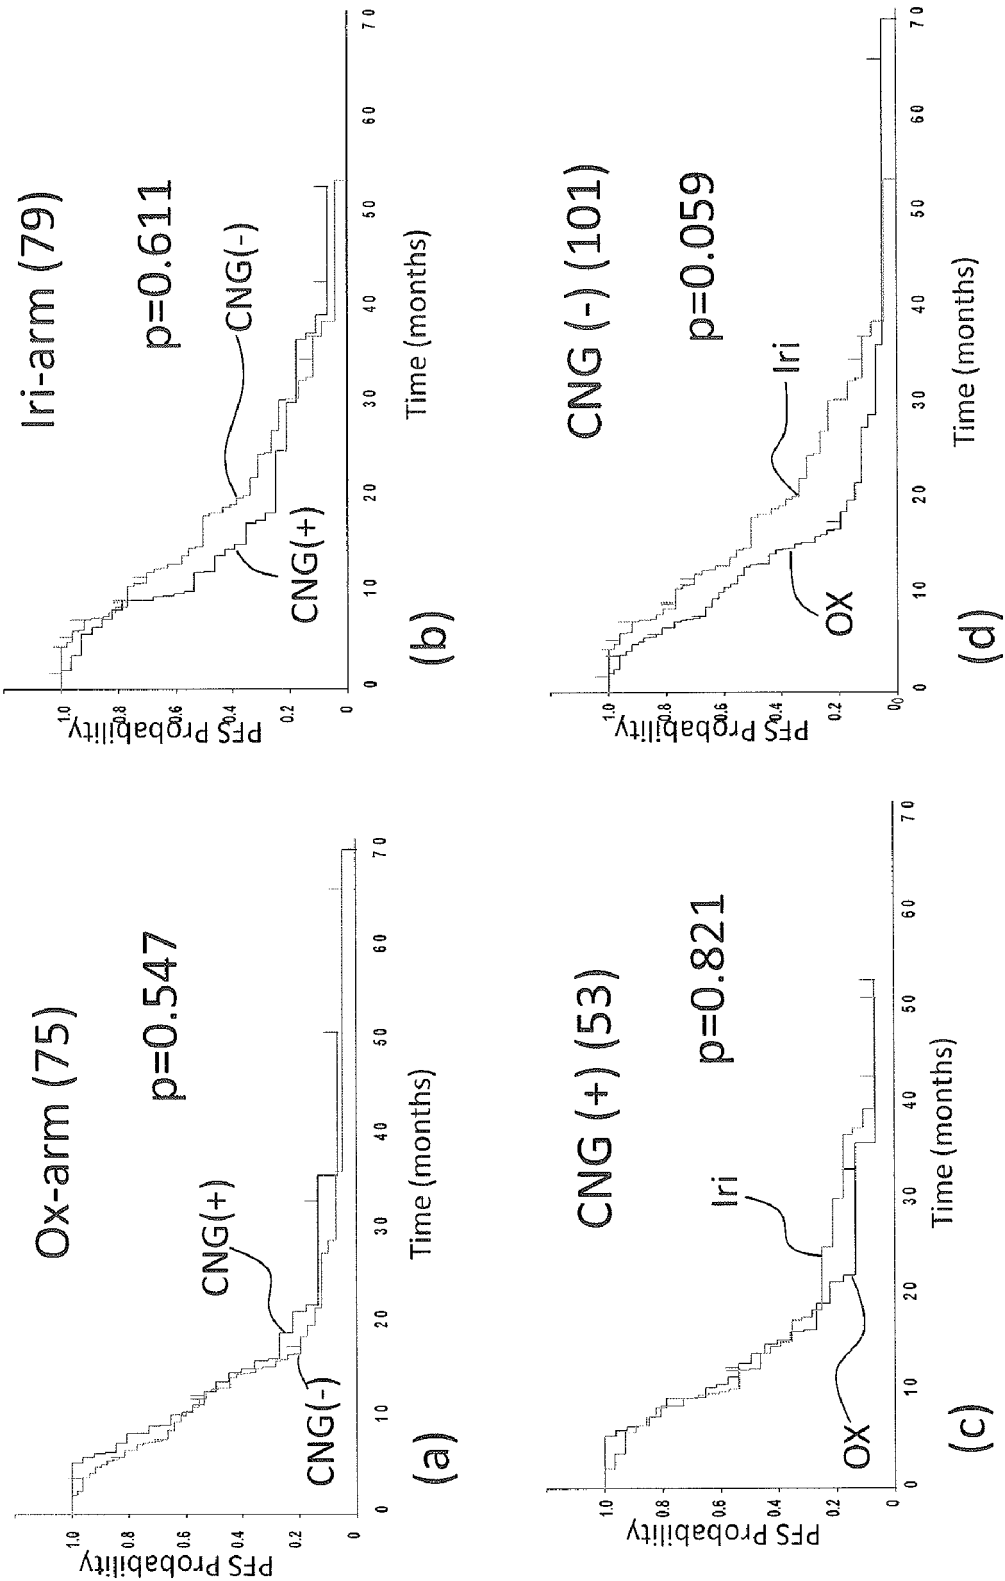 Ox-arm (75)
p=0.547
PFS Probability
1.0
0.8
0.6
0.4
0.2
0
CNG(+)
CNG(-)
0 10 20 30 40 50 60 70
Time (months)
(a)
Iri-arm (79)
p=0.611
PFS Probability
1.0
0.8
0.6
0.4
0.2
0
CNG(-)
CNG(+)
0 10 20 30 40 50 60 70
Time (months)
(b)
CNG (+) (53)
p=0.821
PFS Probability
1.0
0.8
0.6
0.4
0.2
0
Iri
OX
0 10 20 30 40 50 60 70
Time (months)
(c)
CNG (-) (101)
p=0.059
PFS Probability
1.0
0.8
0.6
0.4
0.2
0
Iri
OX
0 10 20 30 40 50 60 70
Time (months)
(d)